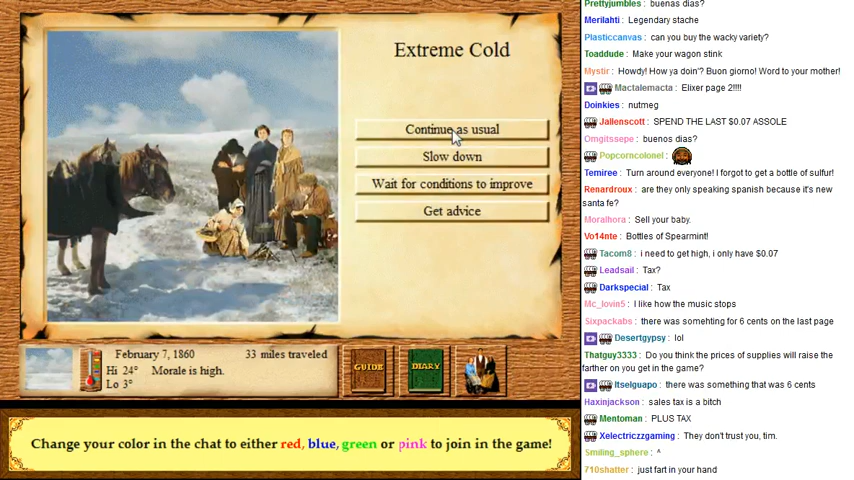 Extreme Cold
Continue as usual
Slow down
Wait for conditions to improve
Get advice
February 7, 1860
33 miles traveled
Hi 24°
Morale is high.
Lo 3°
GUIDE
DIARY
Change your color in the chat to either red, blue, green or pink to join in the game!
Prettyjumbles : buenas dias?
Merilahti : Legendary stache
Plasticcanvas : can you buy the wacky variety?
Toaddude : Make your wagon stink
Mystir : Howdy! How ya doin'? Buon giorno! Word to your mother!
Mactalemacta : Elixer page 2!!!!
Doinkies : nutmeg
Jallenscott : SPEND THE LAST $0.07 ASSOLE
Omgitssepe : buenos dias?
Popcorncolonel :
Temiree : Turn around everyone! I forgot to get a bottle of sulfur!
Renardroux : are they only speaking spanish because it's new
santa fe?
Moralhora : Sell your baby.
Vo14nte : Bottles of Spearmint!
Tacom8 : i need to get high, i only have $0.07
Leadsail : Tax?
Darkspecial : Tax
Mc_lovin5 : I like how the music stops
Sixpackabs : there was somehting for 6 cents on the last page
Desertgypsy : lol
Thatguy3333 : Do you think the prices of supplies will raise the
farther on you get in the game?
Itselguapo : there was something that was 6 cents
Haxinjackson : sales tax is a bitch
Mentoman : PLUS TAX
Xelectriczzgaming : They don't trust you, tim.
Smiling_sphere : ^
710shatter : just fart in your hand